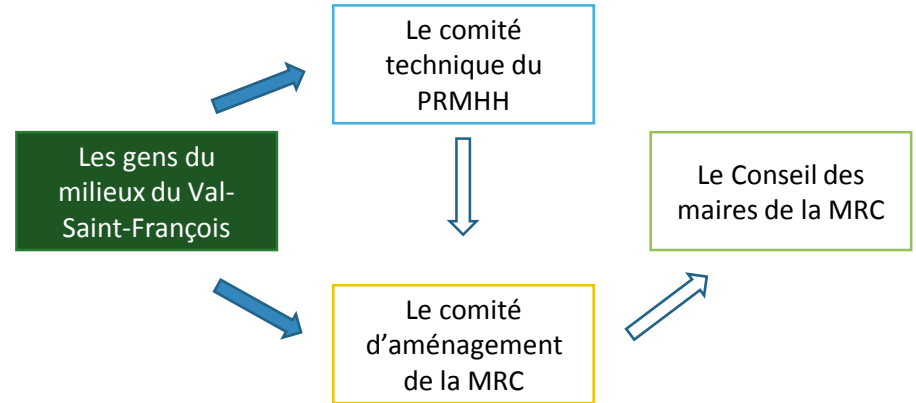 Le comité
technique du
PRMHH
Les gens du
milieux du Val-
Saint-François
Le Conseil des
maires de la MRC
Le comité
d'aménagement
de la MRC